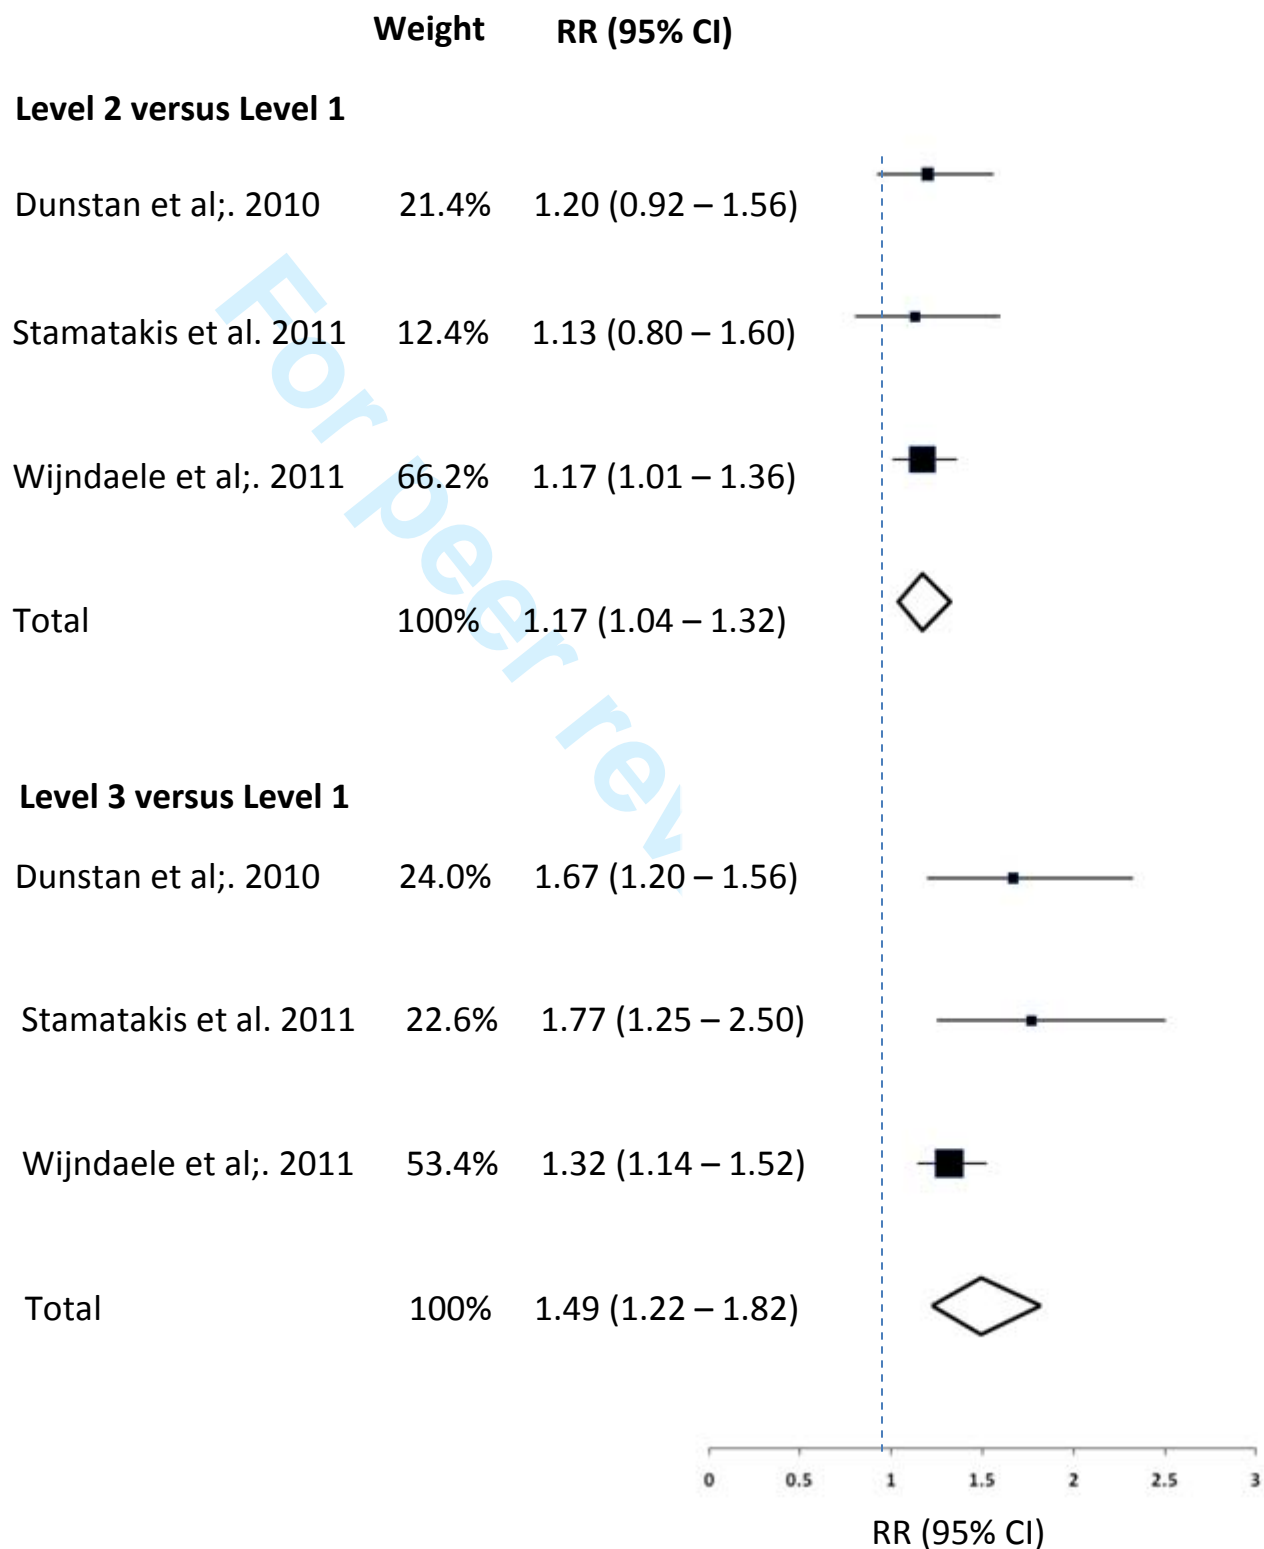 Weight RR (95% CI)
Level 2 versus Level 1
Dunstan et al;. 2010 21.4% 1.20 (0.92 – 1.56)
Stamatakis et al. 2011 12.4% 1.13 (0.80 – 1.60)
Wijndaele et al;. 2011 66.2% 1.17 (1.01 – 1.36)
Total 100% 1.17 (1.04 – 1.32)
Level 3 versus Level 1
Dunstan et al;. 2010 24.0% 1.67 (1.20 – 1.56)
Stamatakis et al. 2011 22.6% 1.77 (1.25 – 2.50)
Wijndaele et al;. 2011 53.4% 1.32 (1.14 – 1.52)
Total 100% 1.49 (1.22 – 1.82)
0 0.5 1 1.5 2 2.5 3
RR (95% CI)
For peer rev